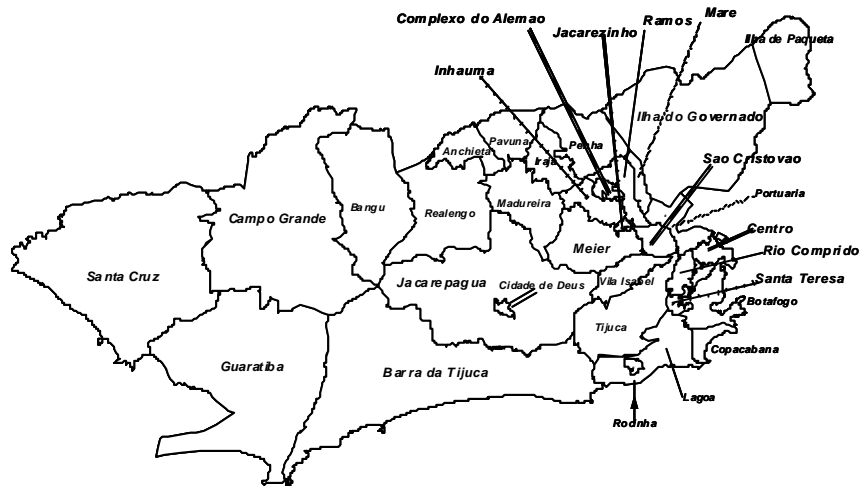 Complexo do Alemao
Mare
Ramos
Jacarezinho
Ilha de Paqueta
Inhauma
Ilha do Governado
Pavuna
Penha
Anchieta
Iraja
Sao Cristovao
Portuaria
Bangu
Realengo
Madureira
Campo Grande
Centro
Meier
Rio Comprido
Santa Cruz
Jacarepagua
Cidade de Deus
Vila Isabel
Santa Teresa
Botafogo
Tijuca
Copacabana
Guaratiba
Barra da Tijuca
Lagoa
Rocinha